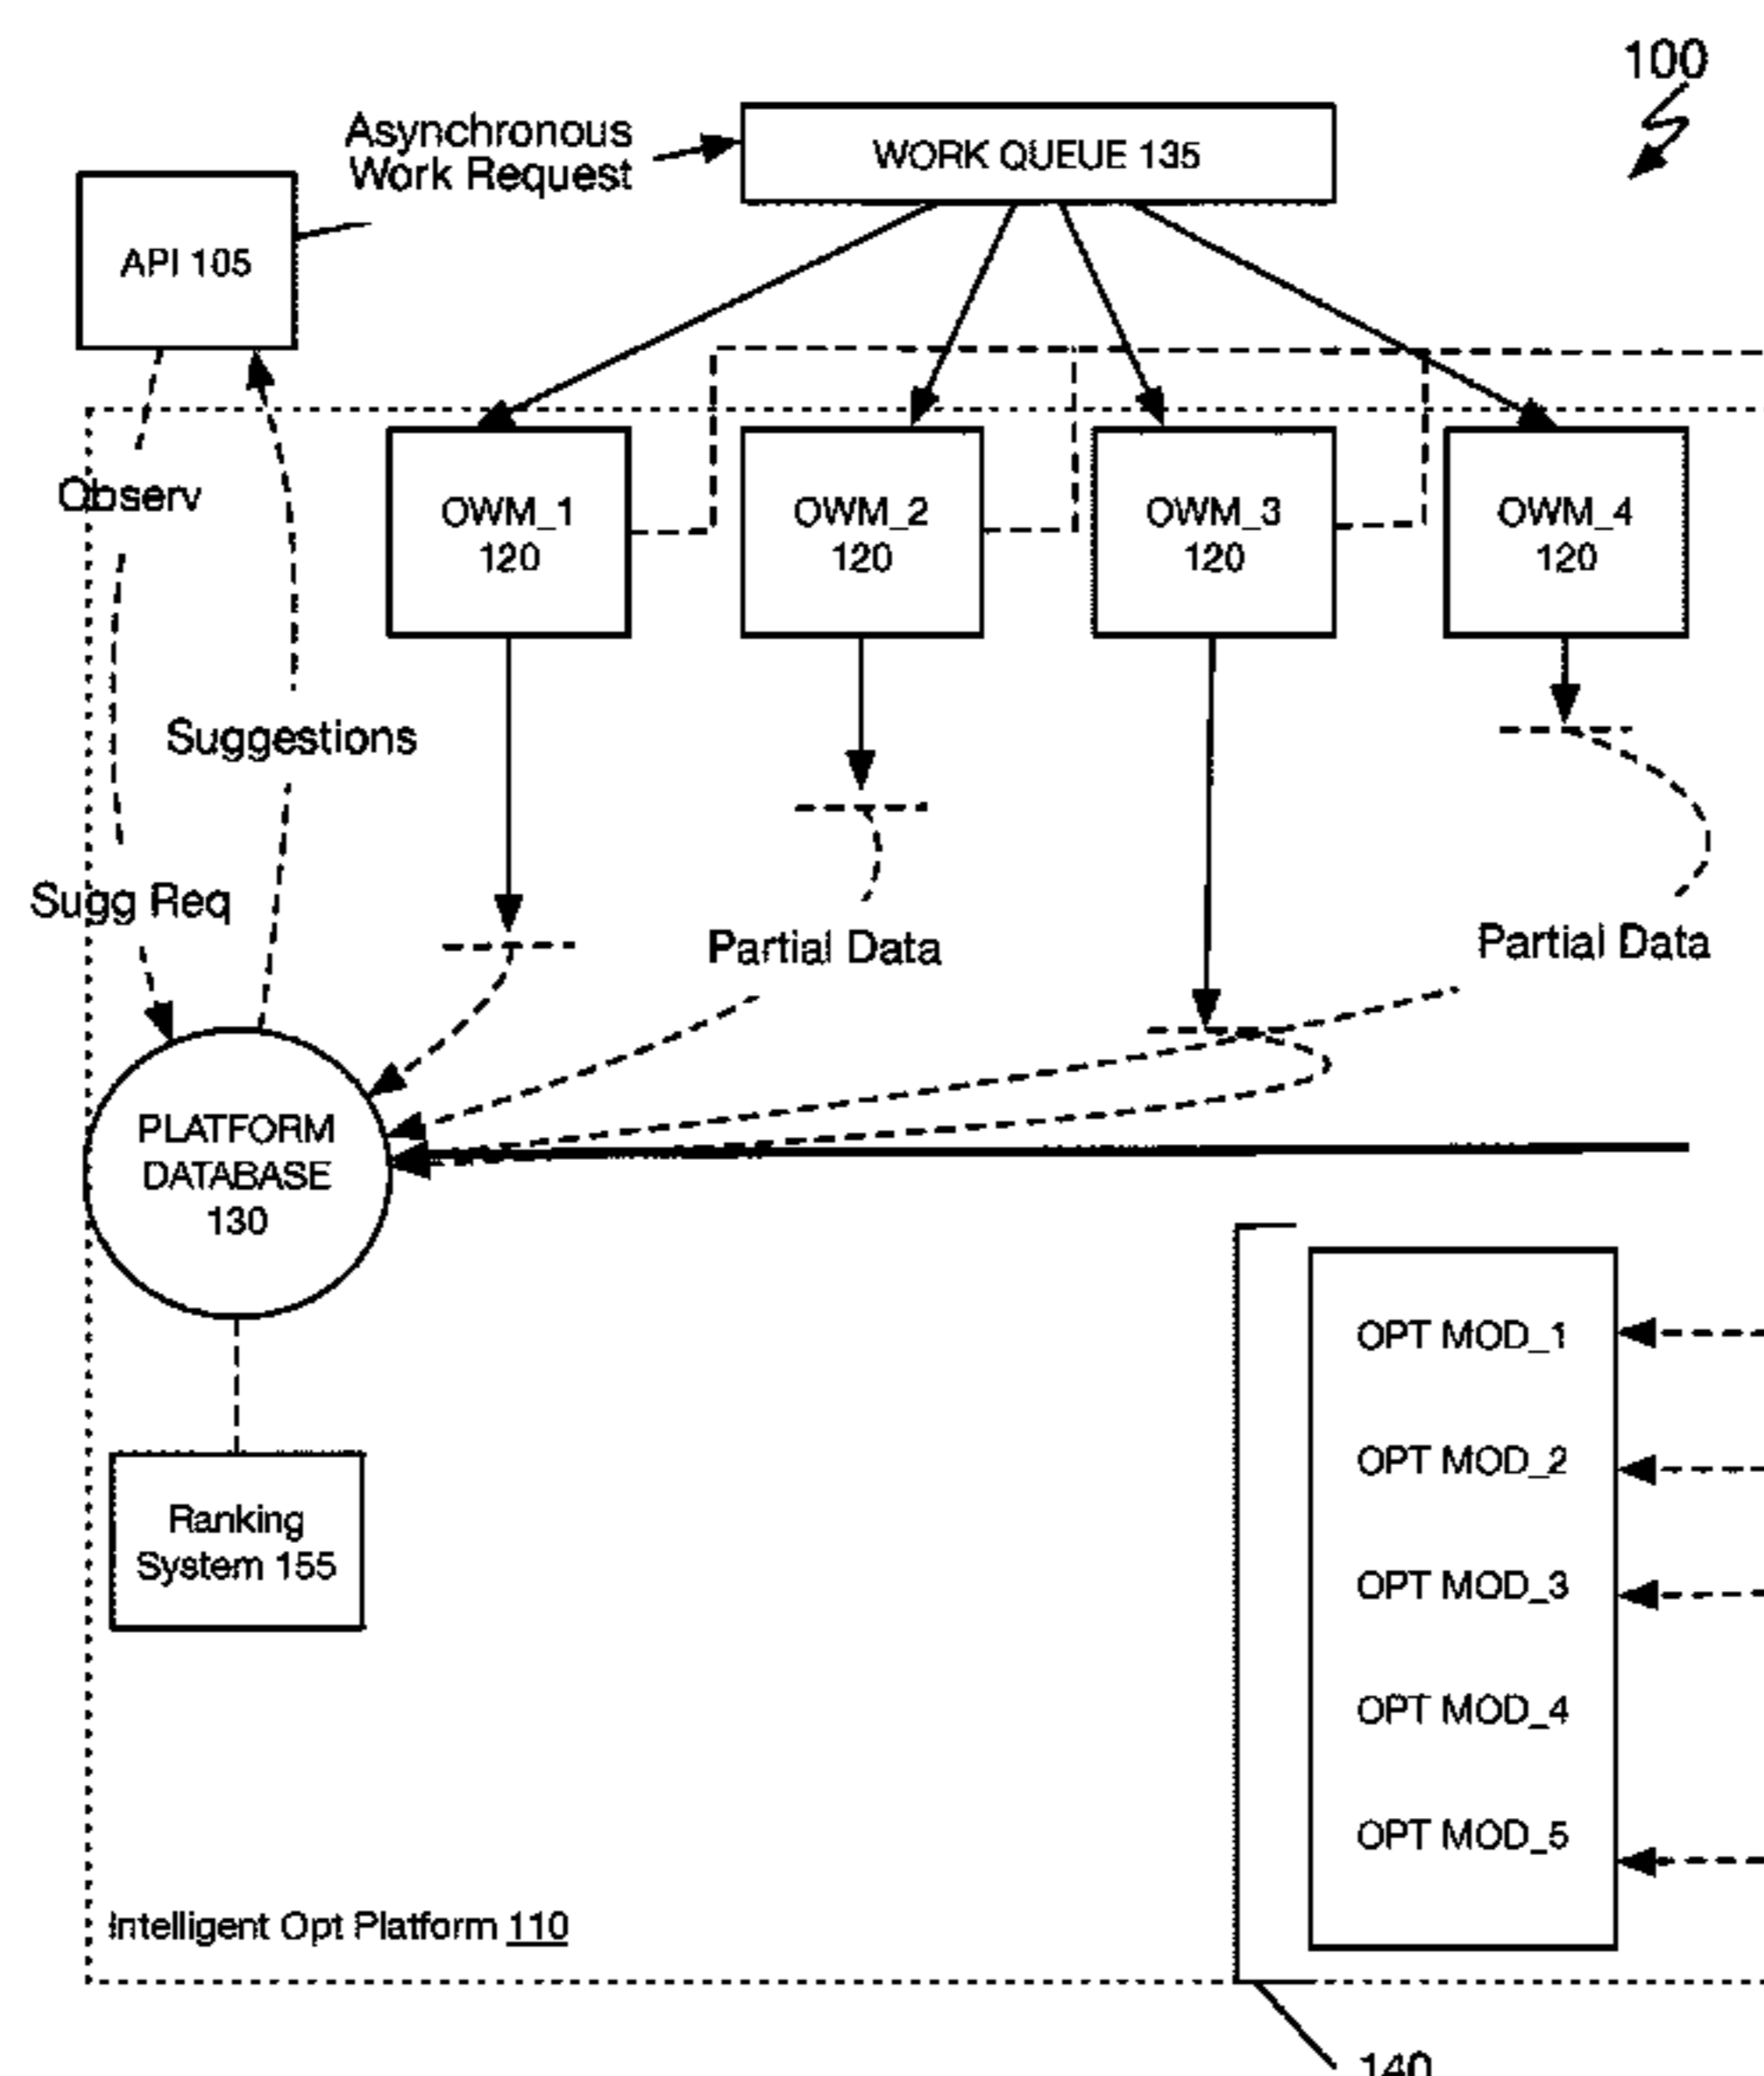 100
Asynchronous
Work Request
WORK QUEUE 135
API 105
Observ
OWM_1
120
OWM_2
120
OWM_3
120
OWM_4
120
Suggestions
Sugg Req
Partial Data
Partial Data
PLATFORM
DATABASE
130
OPT MOD_1
OPT MOD_2
Ranking
System 155
OPT MOD_3
OPT MOD_4
OPT MOD_5
Intelligent Opt Platform 110
140